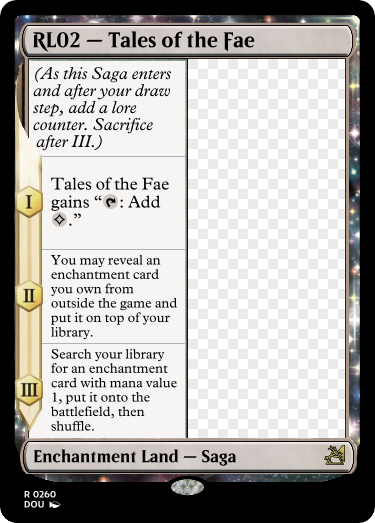 RL02 — Tales of the Fae
(As this Saga enters
and after your draw
step, add a lore
counter. Sacrifice
after III.)
I
Tales of the Fae
gains “: Add
.”
II
You may reveal an
enchantment card
you own from
outside the game and
put it on top of your
library.
III
Search your library
for an enchantment
card with mana value
1, put it onto the
battlefield, then
shuffle.
Enchantment Land — Saga
R 0260
DOU